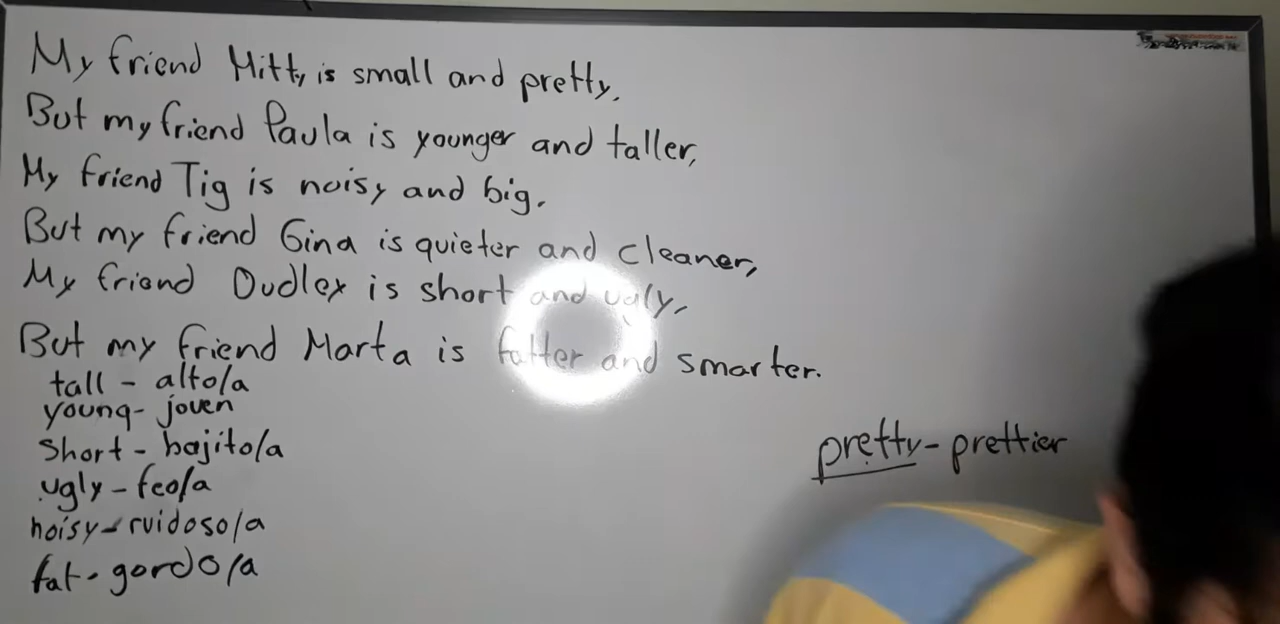 My friend Mitty is small and pretty,
But my friend Paula is younger and taller,
My friend Tig is noisy and big.
But my friend Gina is quieter and cleaner,
My friend Dudley is short and ugly,
But my friend Marta is fatter and smarter.
tall - alto/a
young - joven
short - bajito/a
ugly - feo/a
noisy - ruidoso/a
fat - gordo/a
pretty - prettier